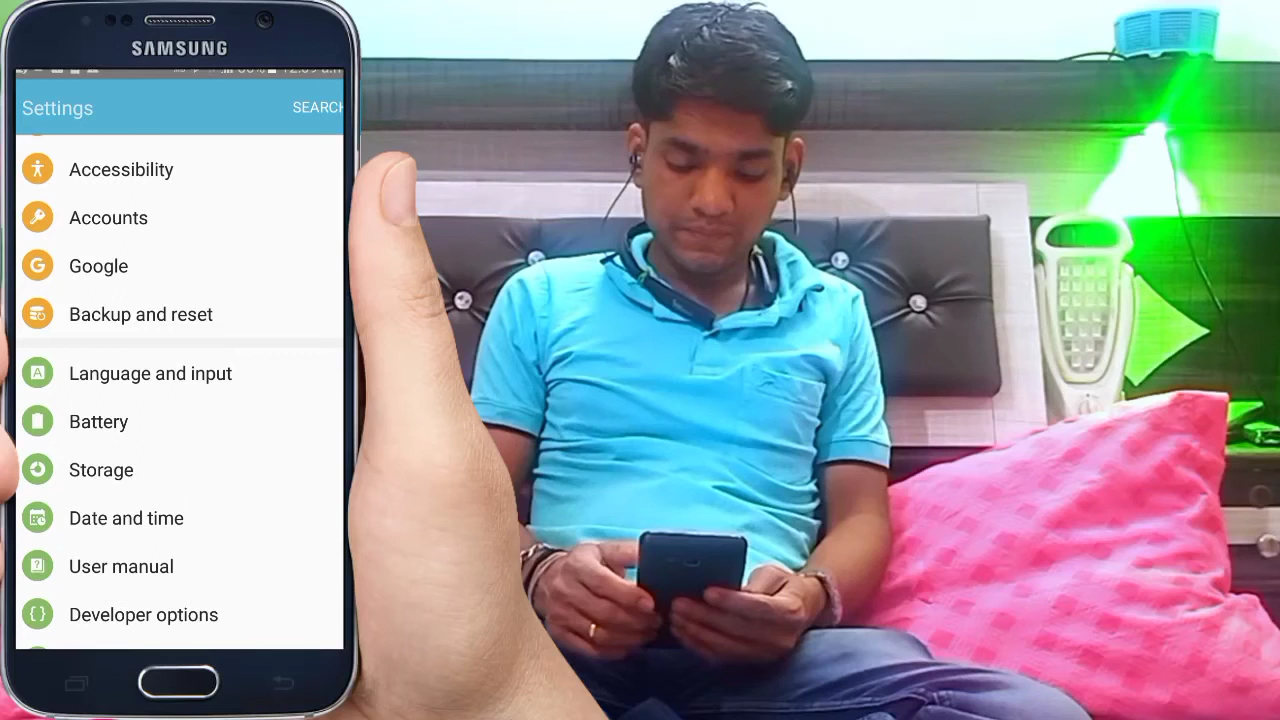 SAMSUNG
Settings
SEARCH
Accessibility
Accounts
Google
Backup and reset
Language and input
Battery
Storage
Date and time
User manual
Developer options